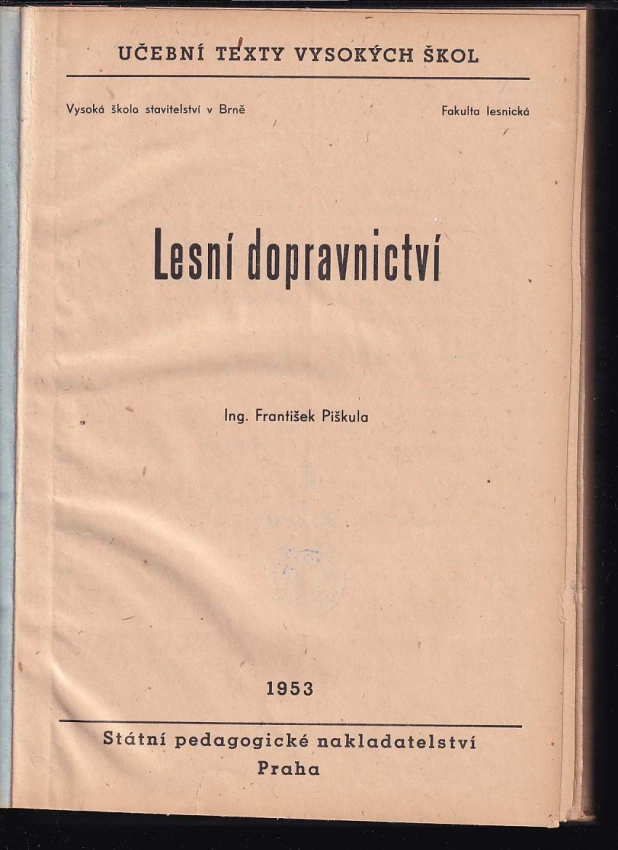 UČEBNÍ TEXTY VYSOKÝCH ŠKOL
Vysoká škola stavitelství v Brně Fakulta lesnická
Lesní dopravnictví
Ing. František Piškula
1953
Státní pedagogické nakladatelství
Praha